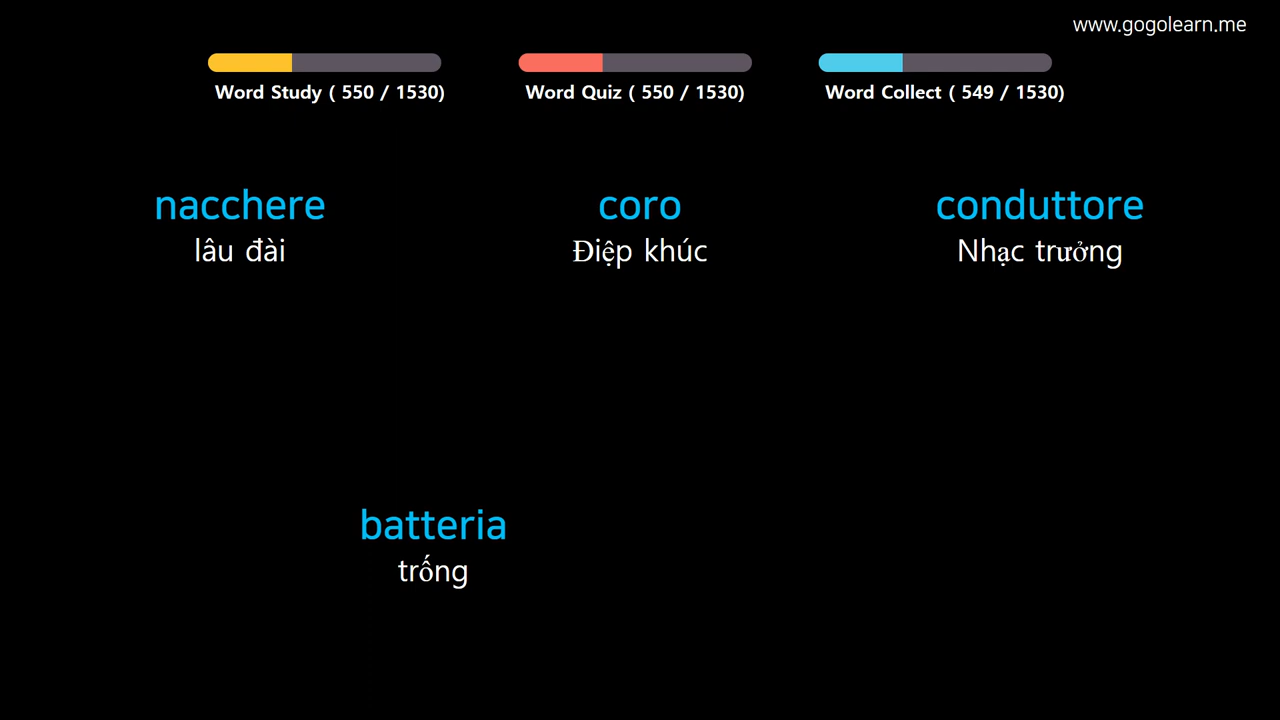 www.gogolearn.me
Word Study ( 550 / 1530)
Word Quiz ( 550 / 1530)
Word Collect ( 549 / 1530)
nacchere
lâu đài
coro
Điệp khúc
conduttore
Nhạc trưởng
batteria
trống